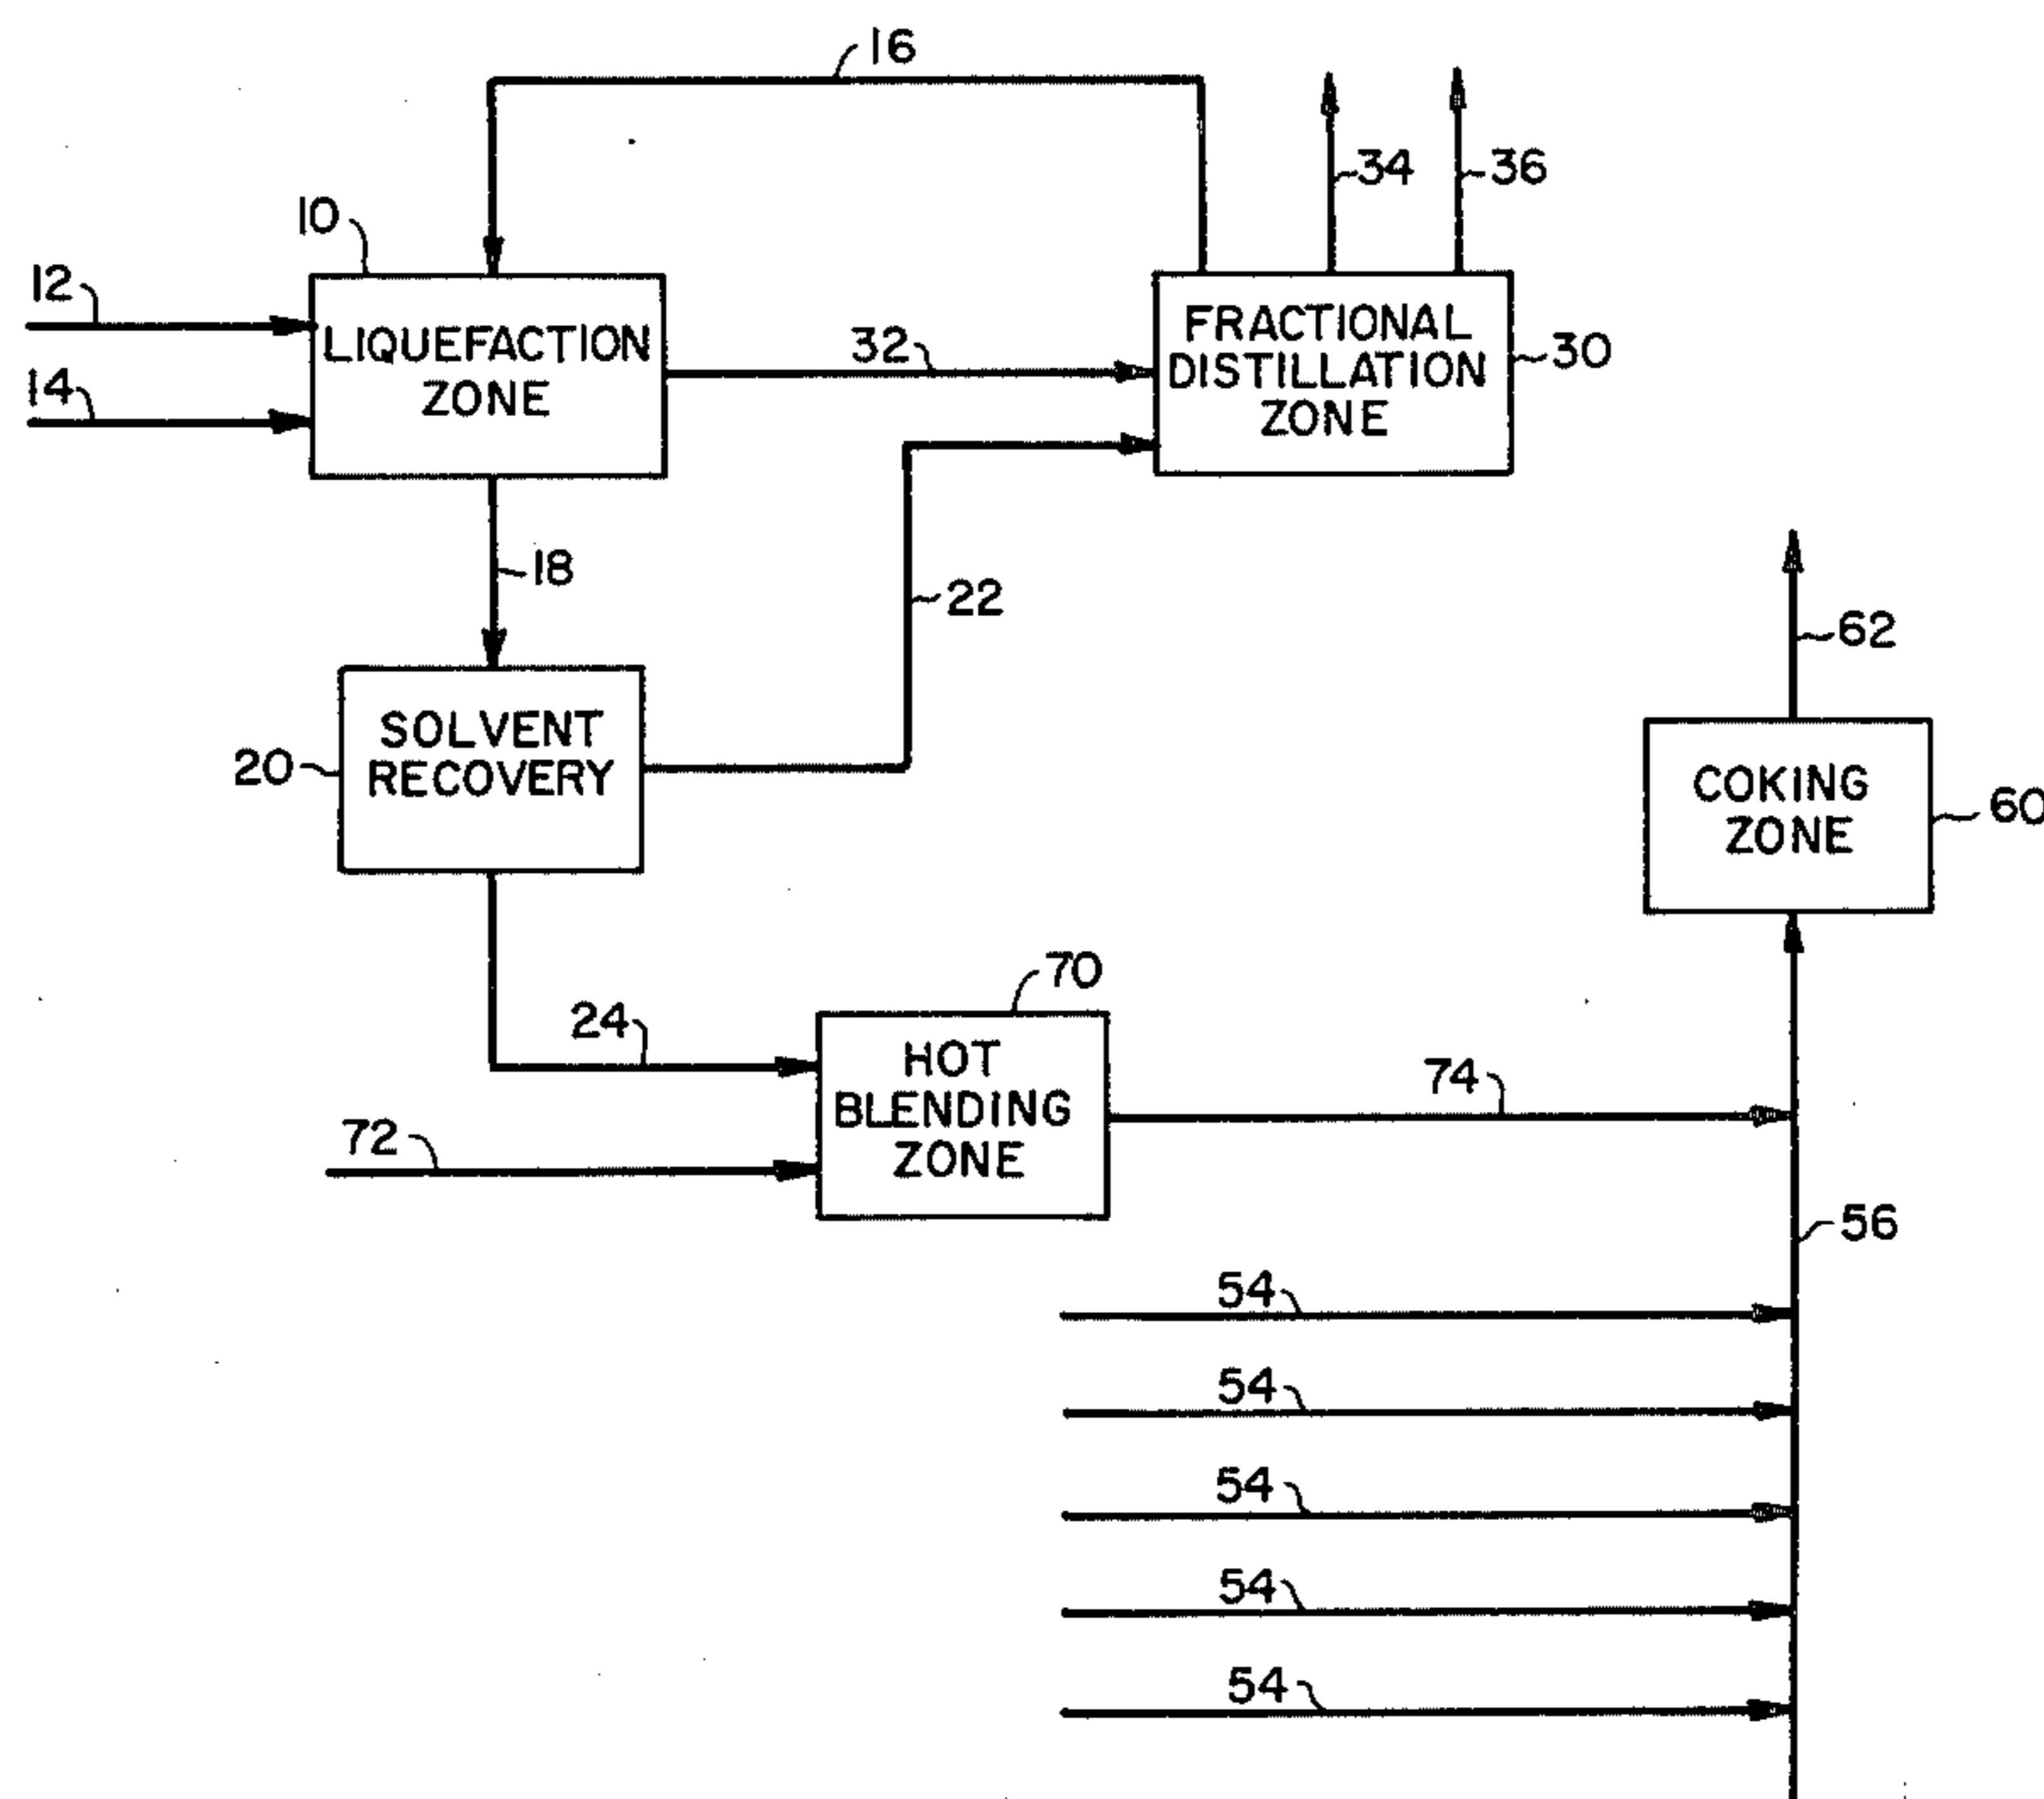 16
34
36
10
12
LIQUEFACTION
ZONE
14
32
FRACTIONAL
DISTILLATION
ZONE
30
18
22
62
SOLVENT
RECOVERY
20
COKING
ZONE
60
70
24
HOT
BLENDING
ZONE
74
72
56
54
54
54
54
54